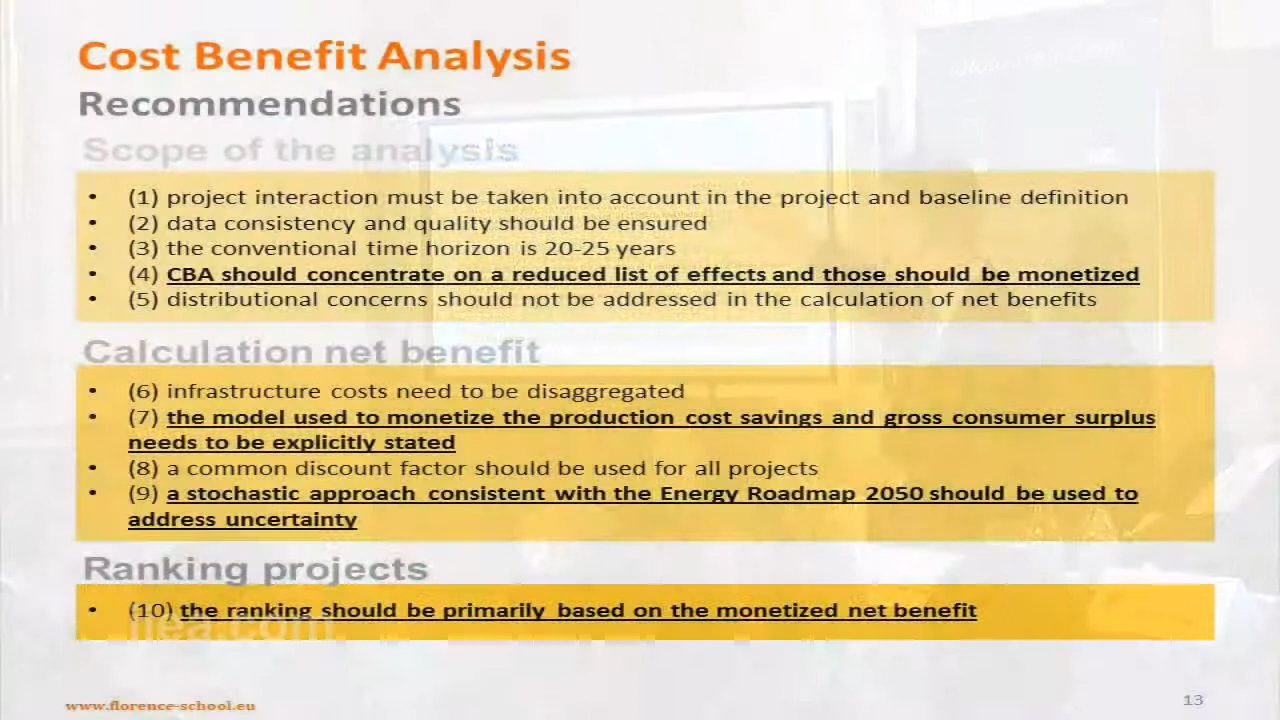 Cost Benefit Analysis
Recommendations
Scope of the analysis
• (1) project interaction must be taken into account in the project and baseline definition
• (2) data consistency and quality should be ensured
• (3) the conventional time horizon is 20-25 years
• (4) CBA should concentrate on a reduced list of effects and those should be monetized
• (5) distributional concerns should not be addressed in the calculation of net benefits
Calculation net benefit
• (6) infrastructure costs need to be disaggregated
• (7) the model used to monetize the production cost savings and gross consumer surplus
needs to be explicitly stated
• (8) a common discount factor should be used for all projects
• (9) a stochastic approach consistent with the Energy Roadmap 2050 should be used to
address uncertainty
Ranking projects
• (10) the ranking should be primarily based on the monetized net benefit
iiea.com
www.florence-school.eu
13